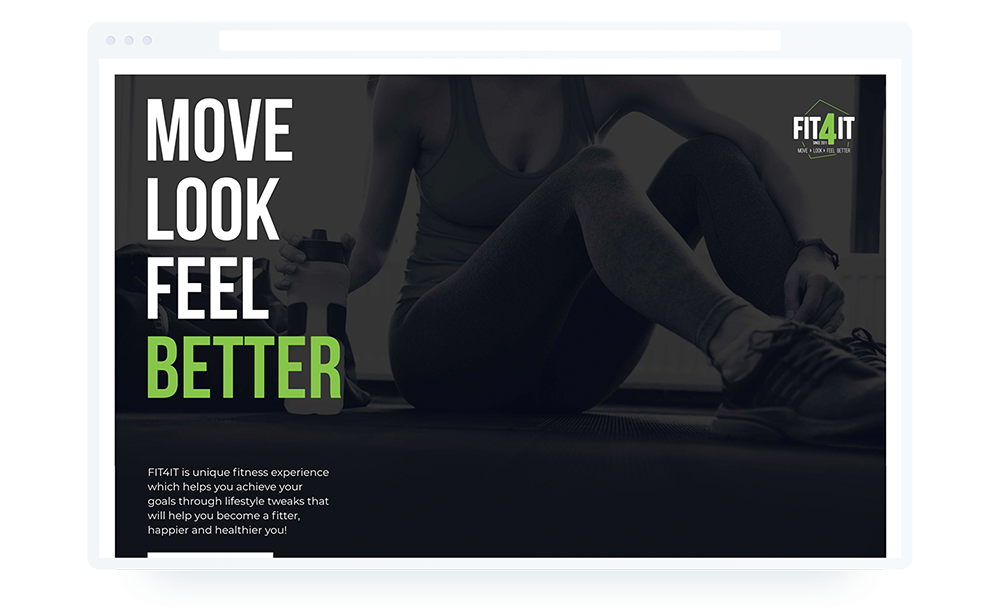 MOVE
LOOK
FEEL
BETTER
FIT4IT
SINCE 2011
MOVE • LOOK • FEEL BETTER
FIT4IT is unique fitness experience
which helps you achieve your
goals through lifestyle tweaks that
will help you become a fitter,
happier and healthier you!